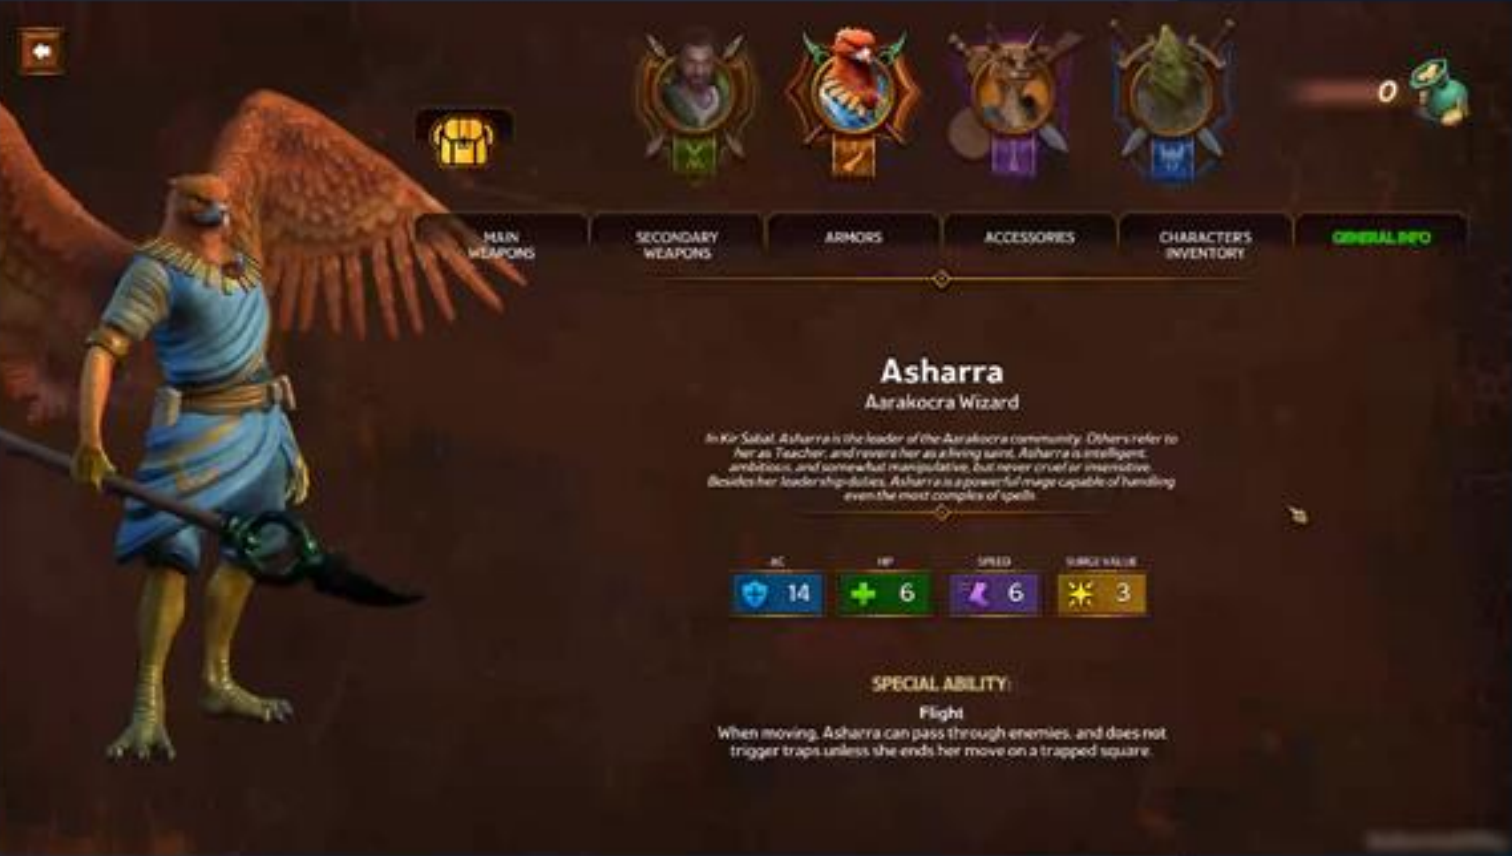 0
MAIN
WEAPONS
SECONDARY
WEAPONS
ARMORS
ACCESSORIES
CHARACTER'S
INVENTORY
GENERAL INFO
Asharra
Aarakocra Wizard
In Kir Sabal, Asharra is the leader of the Aarakocra community. Others refer to
her as Teacher, and revere her as a living saint. Asharra is intelligent,
ambitious, and somewhat manipulative, but never cruel or insensitive.
Besides her leadership duties, Asharra is a powerful mage capable of handling
even the most complex of spells.
AC
HP
SPEED
SURGE VALUE
14
6
6
3
SPECIAL ABILITY:
Flight
When moving, Asharra can pass through enemies, and does not
trigger traps unless she ends her move on a trapped square.